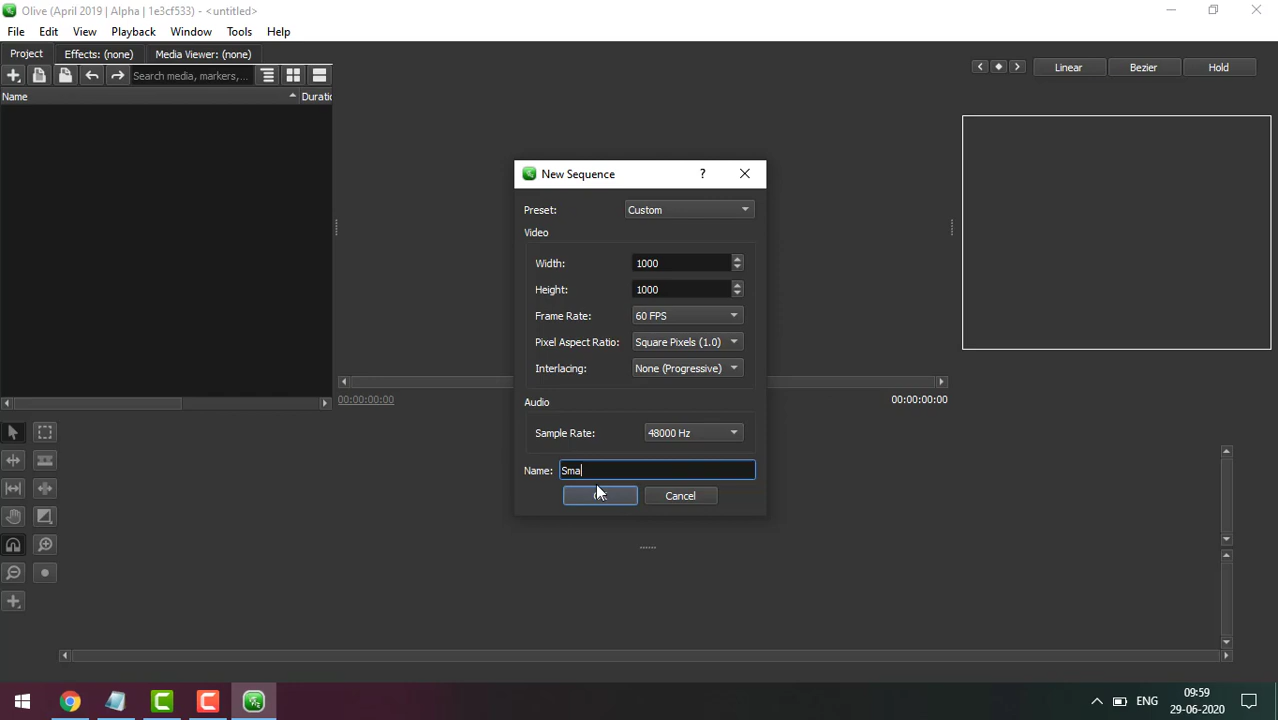 Olive (April 2019 | Alpha | 1e3cf533) - <untitled>
File Edit View Playback Window Tools Help
Project Effects: (none) Media Viewer: (none)
Search media, markers,...
Linear Bezier Hold
Name
New Sequence ?
Preset: Custom
Video
Width: 1000
Height: 1000
Frame Rate: 60 FPS
Pixel Aspect Ratio: Square Pixels (1.0)
Interlacing: None (Progressive)
00:00:00:00 00:00:00:00
Audio
Sample Rate: 48000 Hz
Name: Sma
Cancel
ENG
09:59
29-06-2020